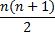 n(n + 1)
2